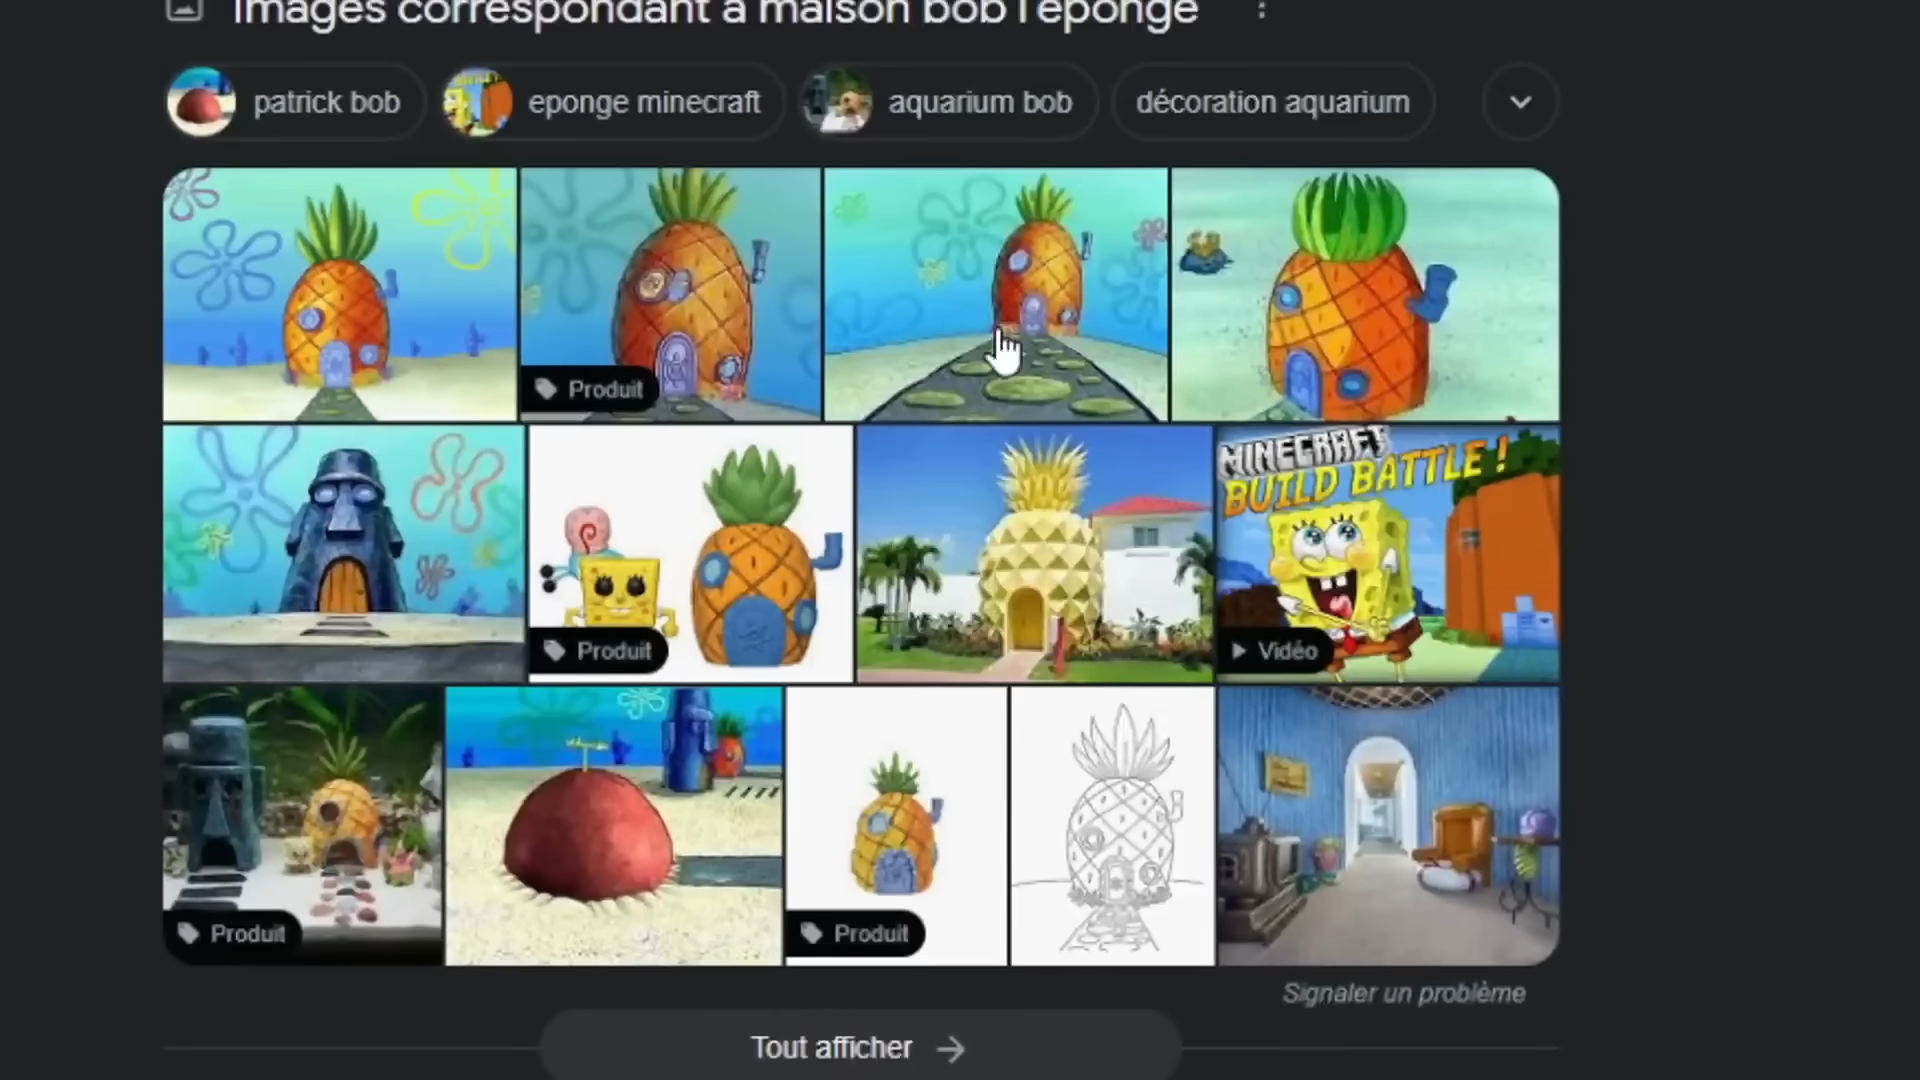 Images correspondant à maison bob l'éponge
patrick bob
eponge minecraft
aquarium bob
décoration aquarium
Produit
MINECRAFT
BUILD BATTLE !
Produit
Vidéo
Produit
Produit
Signaler un problème
Tout afficher